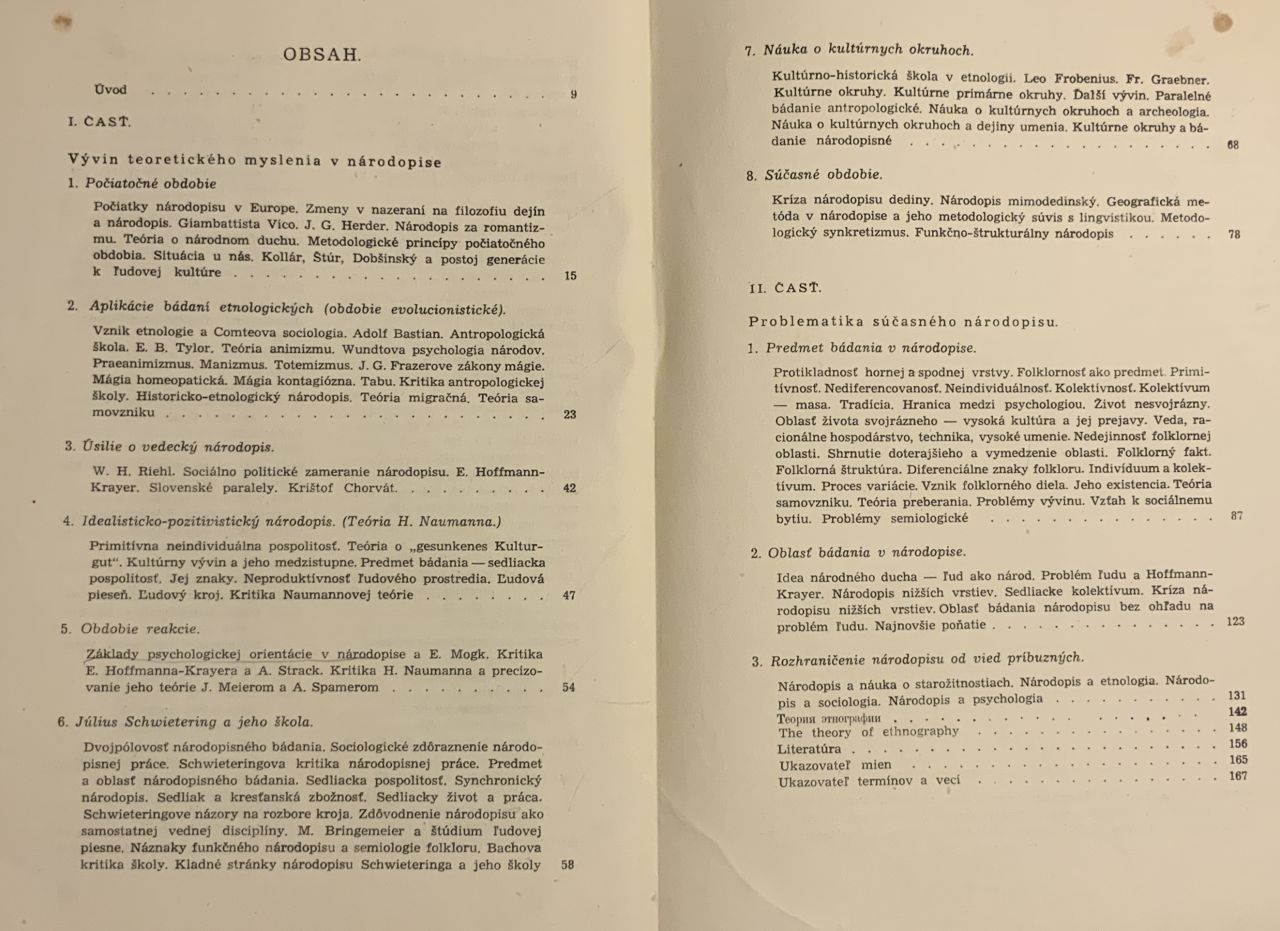 OBSAH.
Úvod . . . . . . . . . . . . . . . . . . . . . . . . 9
I. ČASŤ.
Vývin teoretického myslenia v národopise
1. Počiatočné obdobie
Počiatky národopisu v Europe. Zmeny v nazeraní na filozofiu dejín
a národopis. Giambattista Vico. J. G. Herder. Národopis za romantiz-
mu. Teória o národnom duchu. Metodologické princípy počiatočného
obdobia. Situácia u nás. Kollár, Štúr, Dobšinský a postoj generácie
k ľudovej kultúre . . . . . . . . . . . . . . . . . . 15
2. Aplikácie bádaní etnologických (obdobie evolucionistické).
Vznik etnologie a Comteova sociologia. Adolf Bastian. Antropologická
škola. E. B. Tylor. Teória animizmu. Wundtova psychologia národov.
Praeanimizmus. Manizmus. Totemizmus. J. G. Frazerove zákony mágie.
Mágia homeopatická. Mágia kontagiózna. Tabu. Kritika antropologickej
školy. Historicko-etnologický národopis. Teória migračná. Teória sa-
movzniku . . . . . . . . . . . . . . . . . . . . . . 23
3. Úsilie o vedecký národopis.
W. H. Riehl. Sociálno politické zameranie národopisu. E. Hoffmann-
Krayer. Slovenské paralely. Krištof Chorvát. . . . . . . . . . 42
4. Idealisticko-pozitivistický národopis. (Teória H. Naumanna.)
Primitívna neindividuálna pospolitosť. Teória o „gesunkenes Kultur-
gut“. Kultúrny vývin a jeho medzistupne. Predmet bádania — sedliacka
pospolitosť. Jej znaky. Neproduktívnosť ľudového prostredia. Ľudová
pieseň. Ľudový kroj. Kritika Naumannovej teórie . . . . . . . . 47
5. Obdobie reakcie.
Základy psychologickej orientácie v národopise a E. Mogk. Kritika
E. Hoffmanna-Krayera a A. Strack. Kritika H. Naumanna a precizo-
vanie jeho teórie J. Meierom a A. Spamerom . . . . . . . . . . 54
6. Július Schwietering a jeho škola.
Dvojpólovosť národopisného bádania. Sociologické zdôraznenie národo-
pisnej práce. Schwieteringova kritika národopisnej práce. Predmet
a oblasť národopisného bádania. Sedliacka pospolitosť. Synchronický
národopis. Sedliak a kresťanská zbožnosť. Sedliacky život a práca.
Schwieteringove názory na rozbore kroja. Zdôvodnenie národopisu ako
samostatnej vednej disciplíny. M. Bringemeier a štúdium ľudovej
piesne. Náznaky funkčného národopisu a semiologie folkloru. Bachova
kritika školy. Kladné stránky národopisu Schwieteringa a jeho školy 58
7. Náuka o kultúrnych okruhoch.
Kultúrno-historická škola v etnologii. Leo Frobenius. Fr. Graebner.
Kultúrne okruhy. Kultúrne primárne okruhy. Ďalší vývin. Paralelné
bádanie antropologické. Náuka o kultúrnych okruhoch a archeologia.
Náuka o kultúrnych okruhoch a dejiny umenia. Kultúrne okruhy a bá-
danie národopisné . . . . . . . . . . . . . . . . . 68
8. Súčasné obdobie.
Kríza národopisu dediny. Národopis mimodedinský. Geografická me-
tóda v národopise a jeho metodologický súvis s lingvistikou. Metodo-
logický synkretizmus. Funkčno-štrukturálny národopis . . . . . . 78
II. ČASŤ.
Problematika súčasného národopisu.
1. Predmet bádania v národopise.
Protikladnosť hornej a spodnej vrstvy. Folklornosť ako predmet. Primi-
tívnosť. Nediferencovanosť. Neindividuálnosť. Kolektívnosť. Kolektívum
— masa. Tradícia. Hranica medzi psychologiou. Život nesvojrázny.
Oblasť života svojrázneho — vysoká kultúra a jej prejavy. Veda, ra-
cionálne hospodárstvo, technika, vysoké umenie. Nedejinnosť folklornej
oblasti. Shrnutie doterajšieho a vymedzenie oblasti. Folklorný fakt.
Folklorná štruktúra. Diferenciálne znaky folkloru. Indivíduum a kolek-
tívum. Proces variácie. Vznik folklorného diela. Jeho existencia. Teória
samovzniku. Teória preberania. Problémy vývinu. Vzťah k sociálnemu
bytiu. Problémy semiologické . . . . . . . . . . . . . . 87
2. Oblasť bádania v národopise.
Idea národného ducha — ľud ako národ. Problém ľudu a Hoffmann-
Krayer. Národopis nižších vrstiev. Sedliacke kolektívum. Kríza ná-
rodopisu nižších vrstiev. Oblasť bádania národopisu bez ohľadu na
problém ľudu. Najnovšie poňatie . . . . . . . . . . . . . . 123
3. Rozhraničenie národopisu od vied príbuzných.
Národopis a náuka o starožitnostiach. Národopis a etnologia. Národo-
pis a sociologia. Národopis a psychologia . . . . . . . . . . 131
Теории этнографии . . . . . . . . . . . . . . . . 142
The theory of ethnography . . . . . . . . . . . . . . . 148
Literatúra . . . . . . . . . . . . . . . . . . . . . 156
Ukazovateľ mien . . . . . . . . . . . . . . . . . . . 165
Ukazovateľ termínov a vecí . . . . . . . . . . . . . . . 167